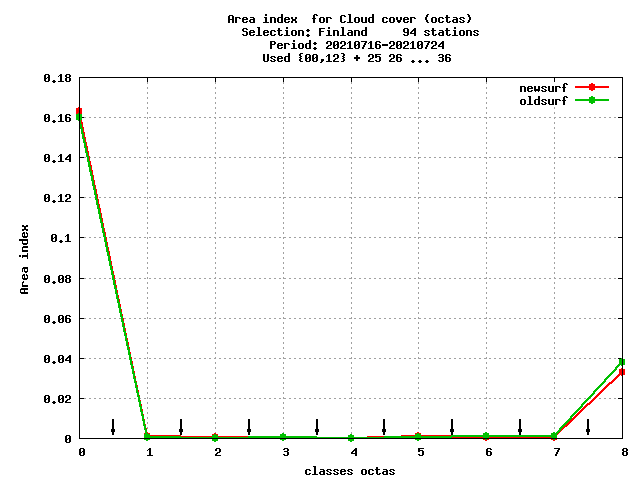 Area index  for Cloud cover (octas)
Selection: Finland     94 stations
Period: 20210716-20210724
Used {00,12} + 25 26 ... 36
newsurf
oldsurf
0.18
0.16
0.14
0.12
0.1
0.08
0.06
0.04
0.02
0
Area index
0 1 2 3 4 5 6 7 8
classes octas